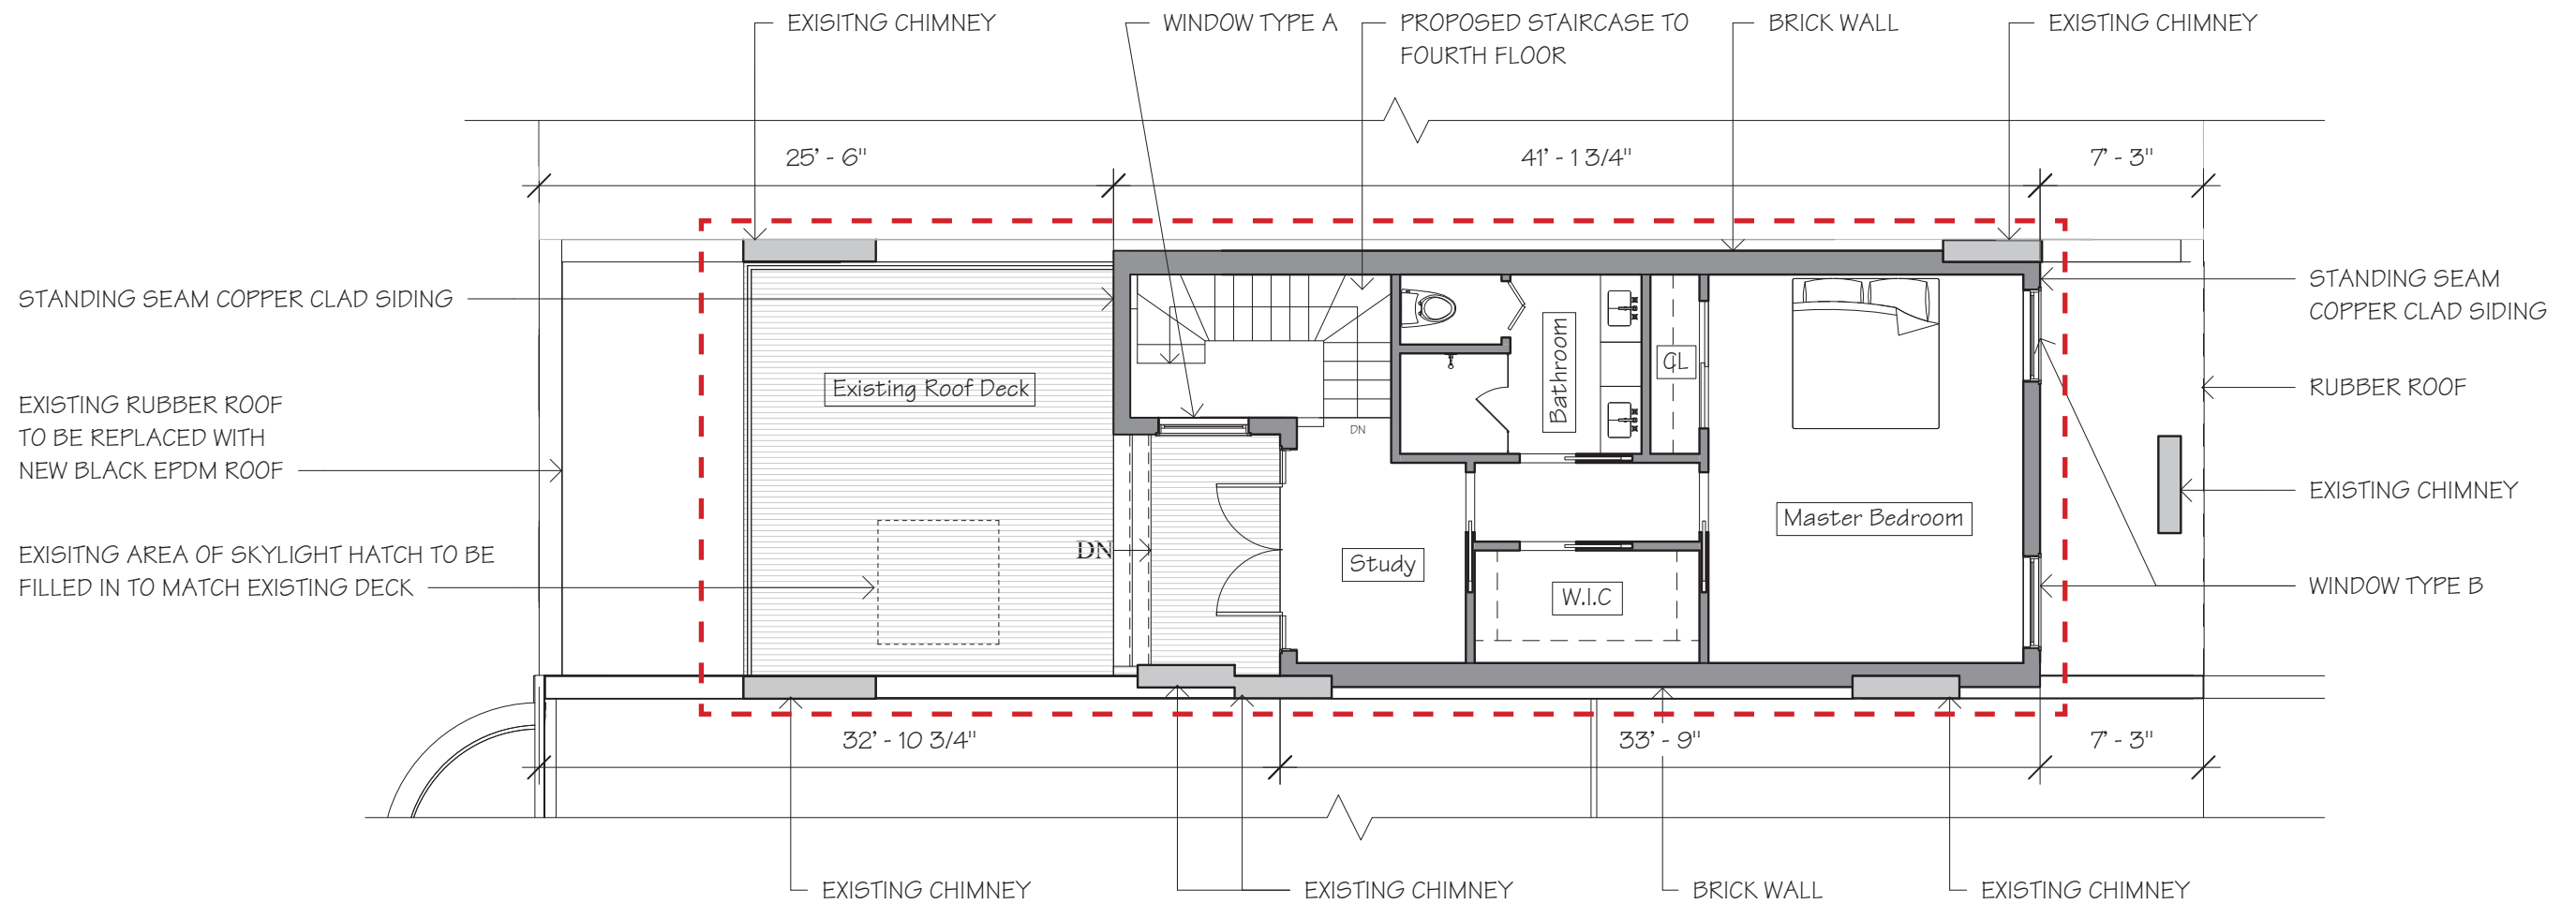 EXISITNG CHIMNEY
WINDOW TYPE A
PROPOSED STAIRCASE TO
FOURTH FLOOR
BRICK WALL
EXISTING CHIMNEY
25' - 6"
41' - 1 3/4"
7' - 3"
STANDING SEAM COPPER CLAD SIDING
EXISTING RUBBER ROOF
TO BE REPLACED WITH
NEW BLACK EPDM ROOF
EXISITNG AREA OF SKYLIGHT HATCH TO BE
FILLED IN TO MATCH EXISTING DECK
Existing Roof Deck
DN
DN
Bathroom
CL
Master Bedroom
Study
W.I.C
STANDING SEAM
COPPER CLAD SIDING
RUBBER ROOF
EXISTING CHIMNEY
WINDOW TYPE B
32' - 10 3/4"
33' - 9"
7' - 3"
EXISTING CHIMNEY
EXISTING CHIMNEY
BRICK WALL
EXISTING CHIMNEY